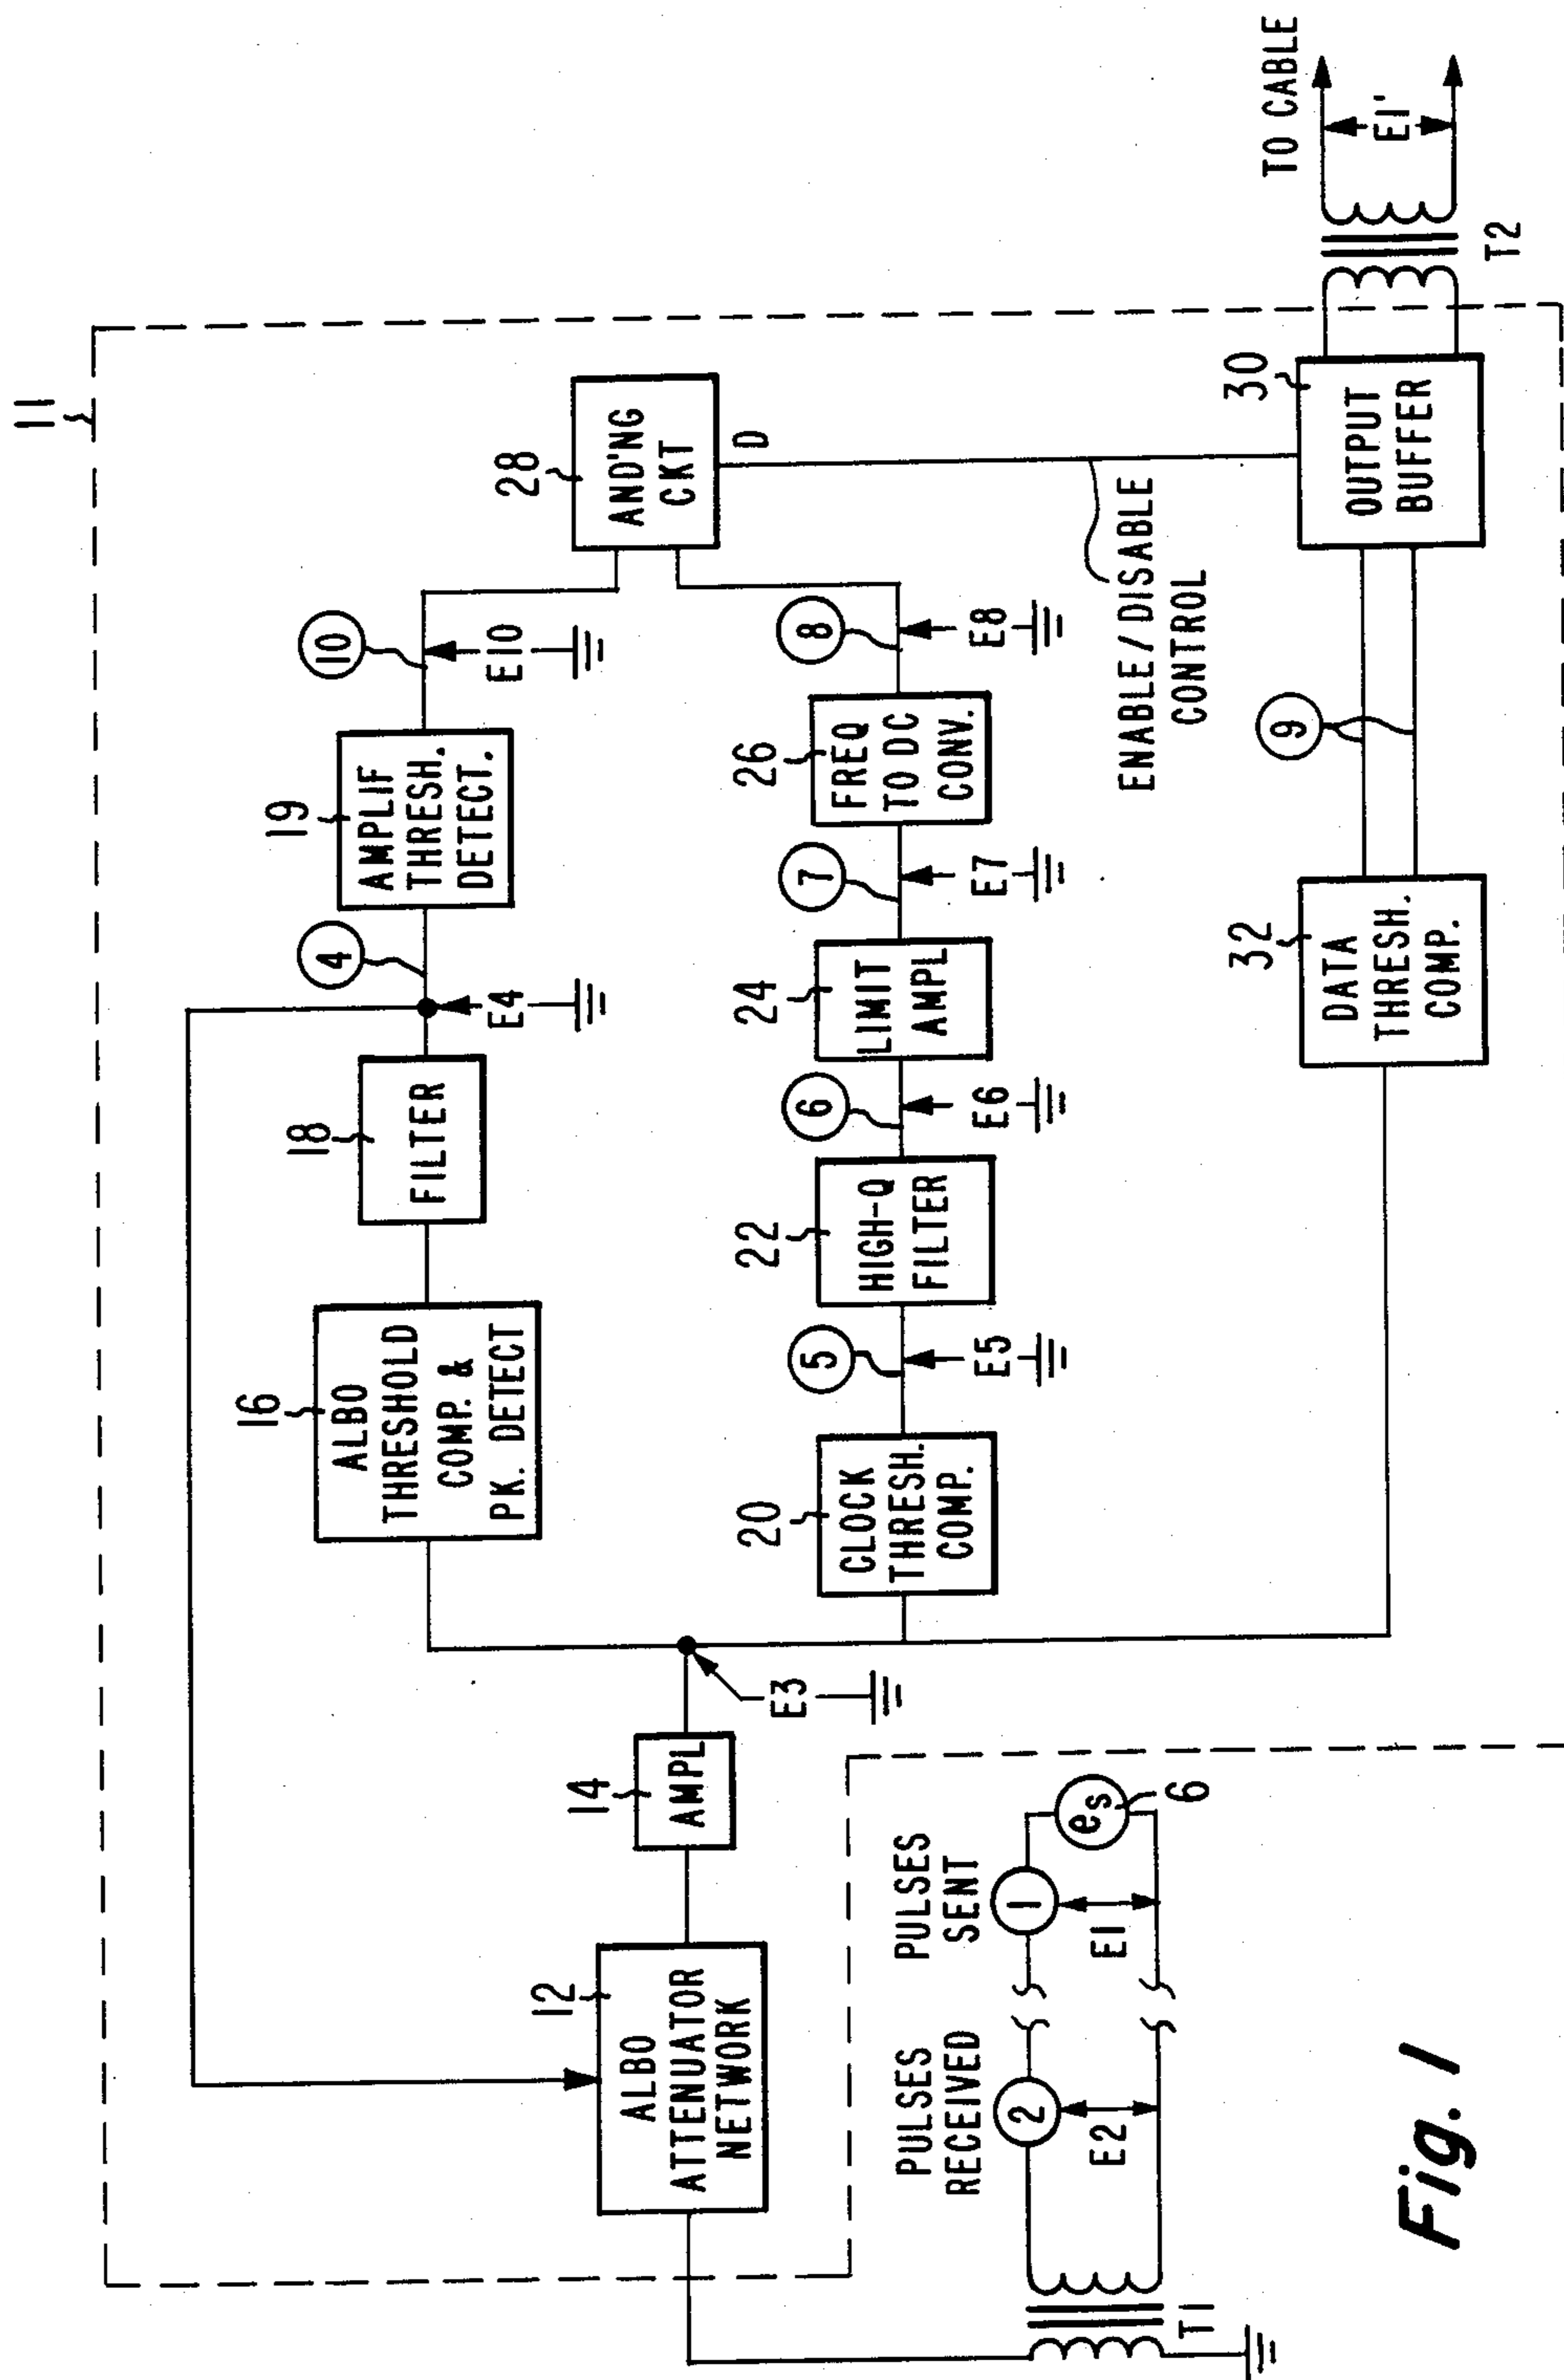 11
12
ALBO
ATTENUATOR
NETWORK
14
AMPL
E3
16
ALBO
THRESHOLD
COMP. &
PK. DETECT
18
FILTER
4
E4
19
AMPLIF
THRESH.
DETECT.
10
E10
28
AND'NG
CKT
D
20
CLOCK
THRESH.
COMP.
5
E5
22
HIGH-Q
FILTER
6
E6
24
LIMIT
AMPL
7
E7
26
FREQ
TO DC
CONV.
8
E8
ENABLE/DISABLE
CONTROL
32
DATA
THRESH.
COMP.
9
30
OUTPUT
BUFFER
T2
TO CABLE
E1'
PULSES
RECEIVED
2
E2
PULSES
SENT
1
E1
es
6
T1
Fig. 1